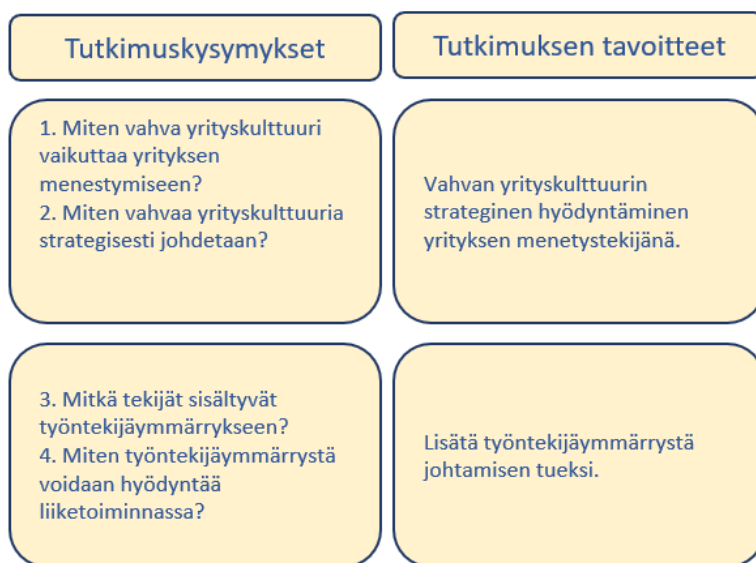 Tutkimuskysymykset
Tutkimuksen tavoitteet
1. Miten vahva yrityskulttuuri
vaikuttaa yrityksen
menestymiseen?
2. Miten vahvaa yrityskulttuuria
strategisesti johdetaan?
Vahvan yrityskulttuurin
strateginen hyödyntäminen
yrityksen menetystekijänä.
3. Mitkä tekijät sisältyvät
työntekijäymmärrykseen?
4. Miten työntekijäymmärrystä
voidaan hyödyntää
liiketoiminnassa?
Lisätä työntekijäymmärrystä
johtamisen tueksi.